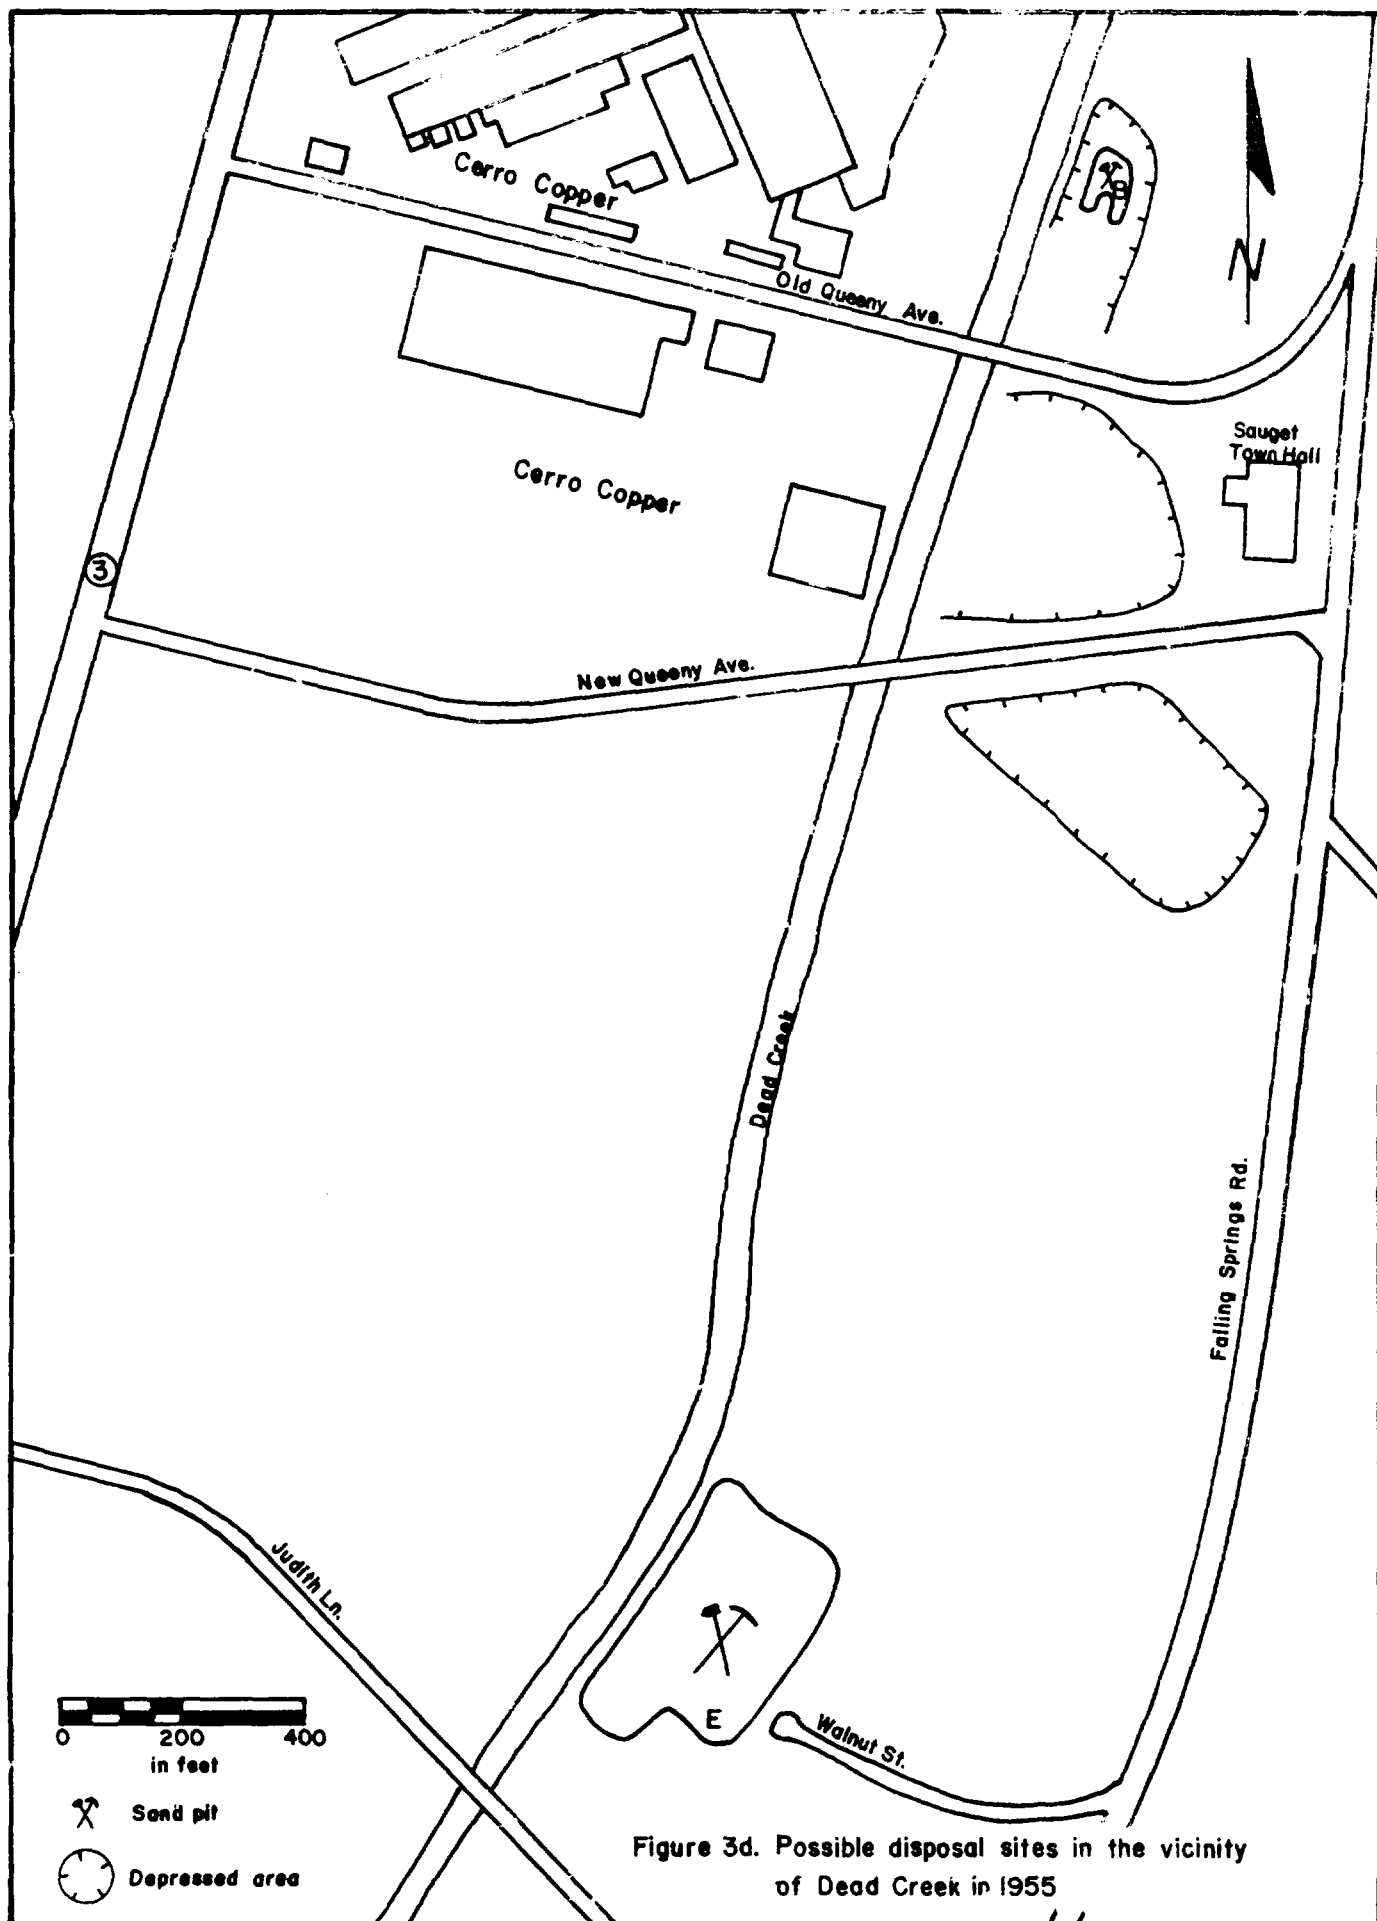 Cerro Copper
B
N
Old Queeny Ave.
Sauget
Town Hall
Cerro Copper
3
New Queeny Ave.
Dead Creek
Falling Springs Rd.
Judith Ln.
E
Walnut St.
0 200 400
in feet
Sand pit
Depressed area
Figure 3d. Possible disposal sites in the vicinity
of Dead Creek in 1955